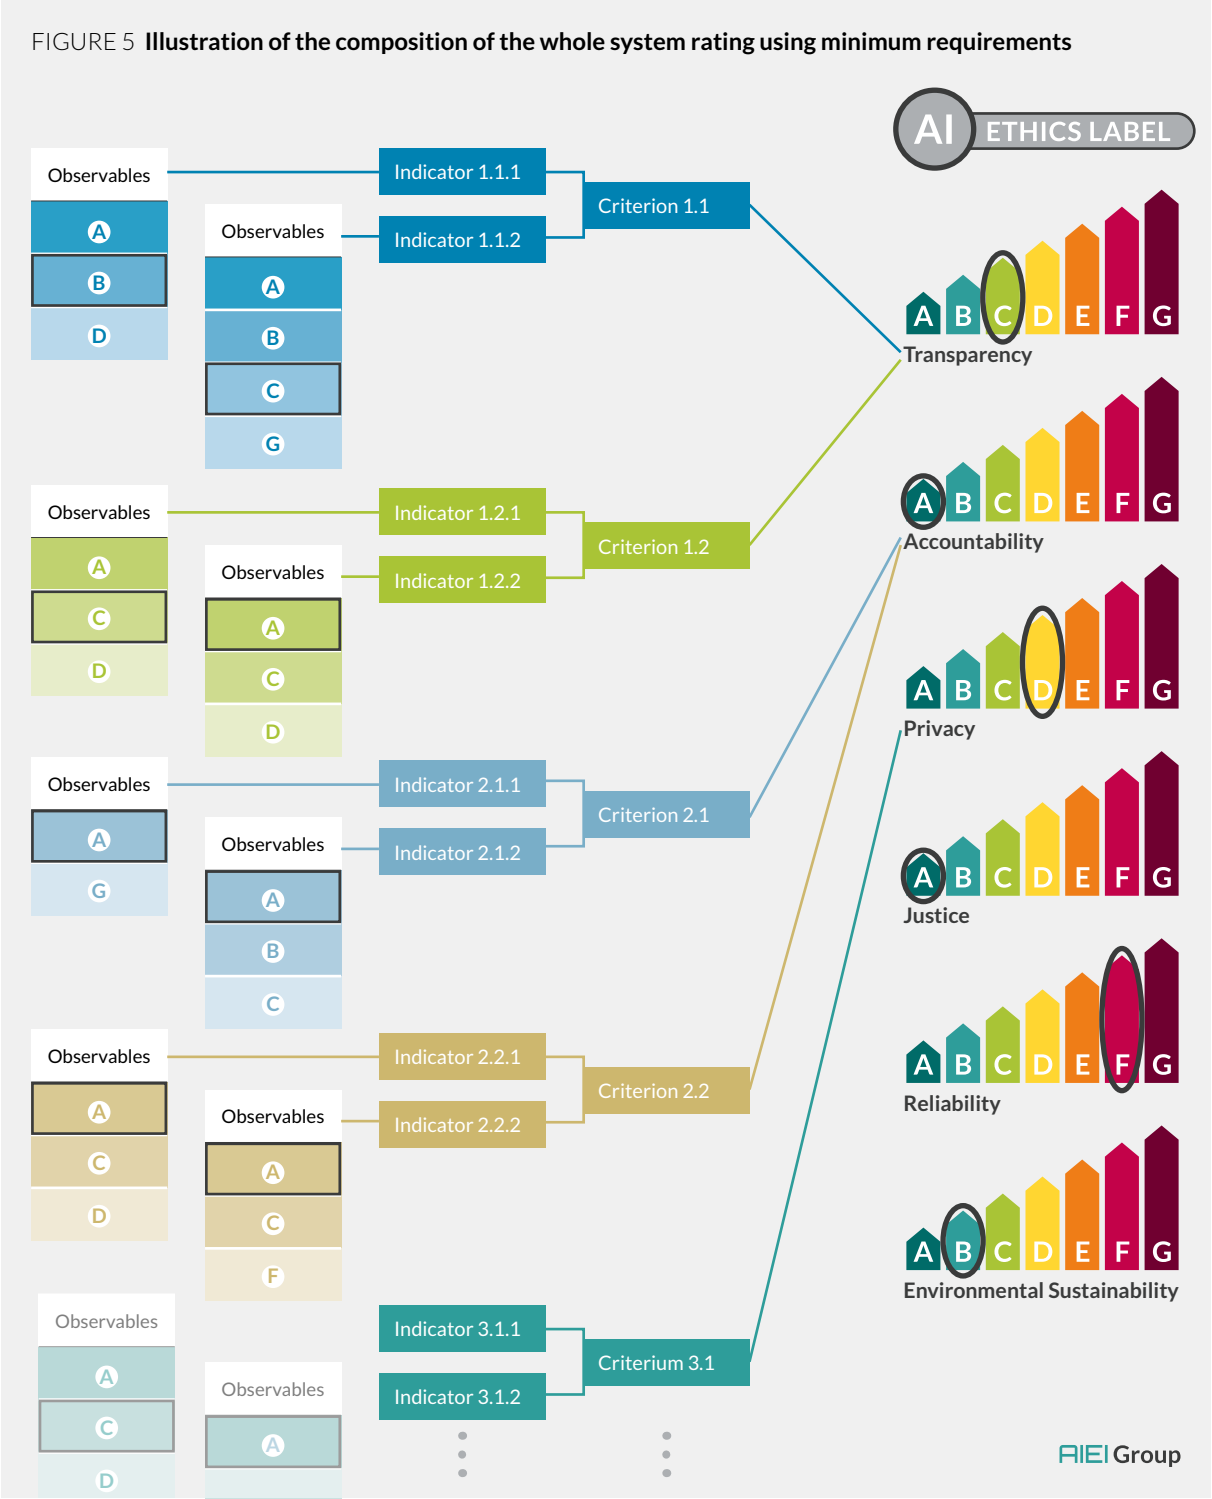 FIGURE 5 Illustration of the composition of the whole system rating using minimum requirements
AI ETHICS LABEL
Observables
A
B
D
Observables
A
B
C
G
Indicator 1.1.1
Indicator 1.1.2
Criterion 1.1
Observables
A
C
D
Observables
A
C
D
Indicator 1.2.1
Indicator 1.2.2
Criterion 1.2
Observables
A
G
Observables
A
B
C
Indicator 2.1.1
Indicator 2.1.2
Criterion 2.1
Observables
A
C
D
Observables
A
C
F
Indicator 2.2.1
Indicator 2.2.2
Criterion 2.2
Observables
A
C
D
Observables
A
Indicator 3.1.1
Indicator 3.1.2
Criterium 3.1
A B C D E F G
Transparency
A B C D E F G
Accountability
A B C D E F G
Privacy
A B C D E F G
Justice
A B C D E F G
Reliability
A B C D E F G
Environmental Sustainability
AIEI Group